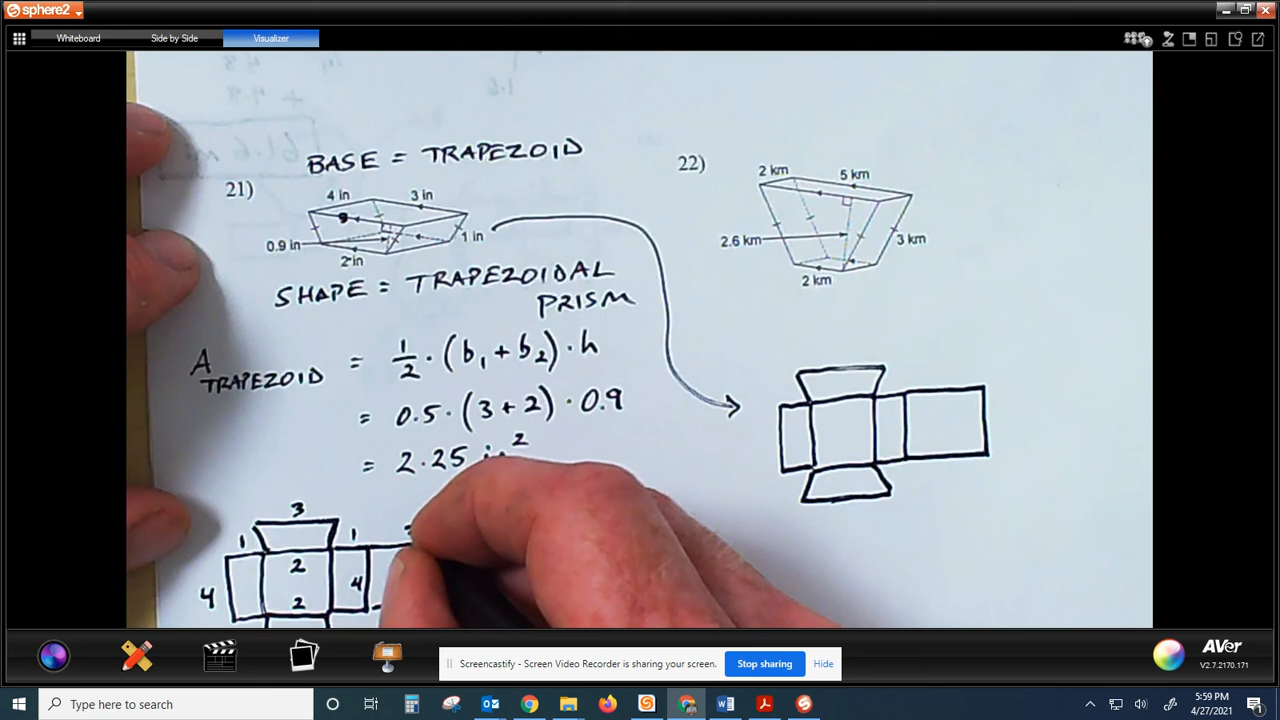 sphere2
Whiteboard
Side by Side
Visualizer
BASE = TRAPEZOID
21)
4 in
3 in
0.9 in
1 in
2 in
SHAPE = TRAPEZOIDAL
PRISM
A TRAPEZOID = 1/2 · (b1 + b2) · h
= 0.5 · (3 + 2) · 0.9
= 2.25 in²
3
1
1
2
4
4
2
22)
2 km
5 km
2.6 km
3 km
2 km
AVer
V2.7.2170.171
Screencastify - Screen Video Recorder is sharing your screen.
Stop sharing
Hide
Type here to search
5:59 PM
4/27/2021